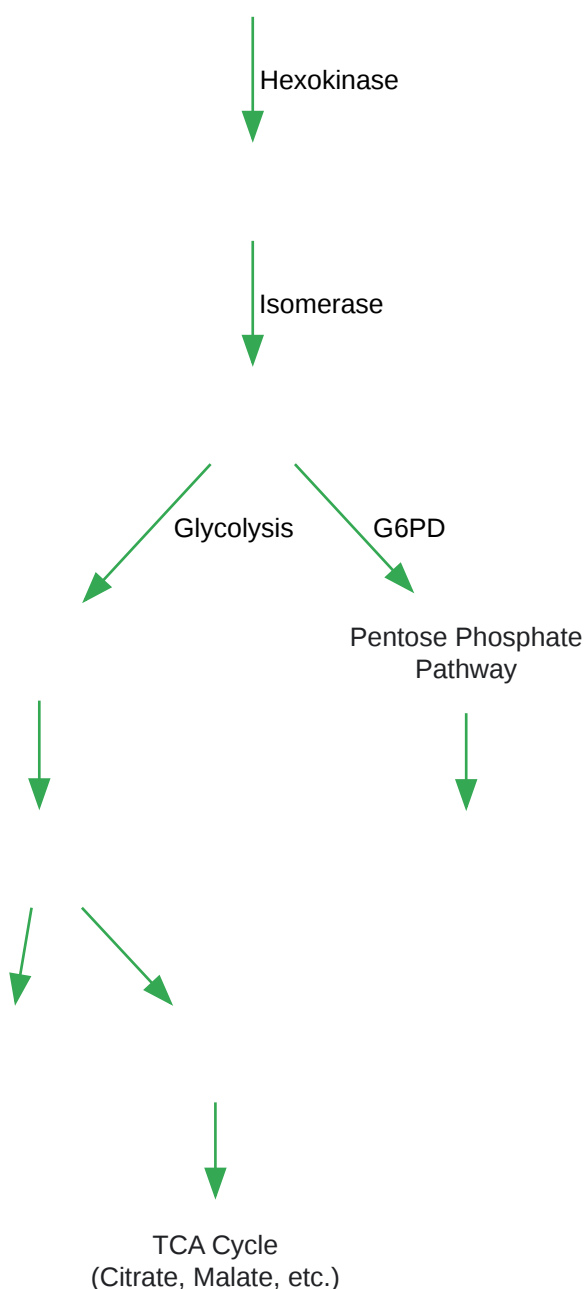 Hexokinase
Isomerase
Glycolysis
G6PD
Pentose Phosphate
Pathway
TCA Cycle
(Citrate, Malate, etc.)